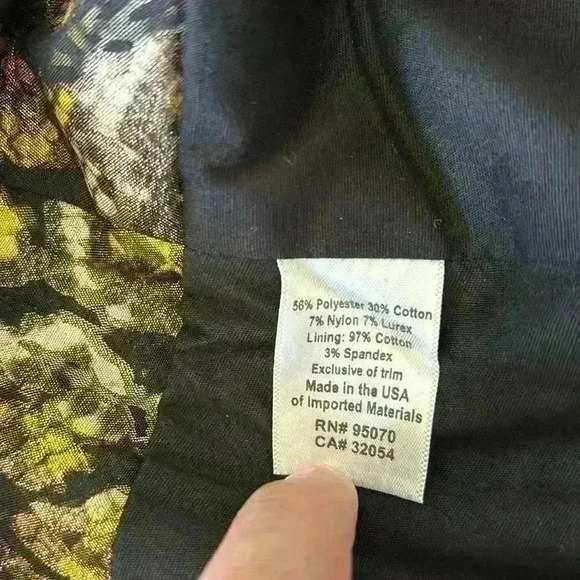 56% Polyester 30% Cotton
7% Nylon 7% Lurex
Lining: 97% Cotton
3% Spandex
Exclusive of trim
Made in the USA
of Imported Materials
RN# 95070
CA# 32054